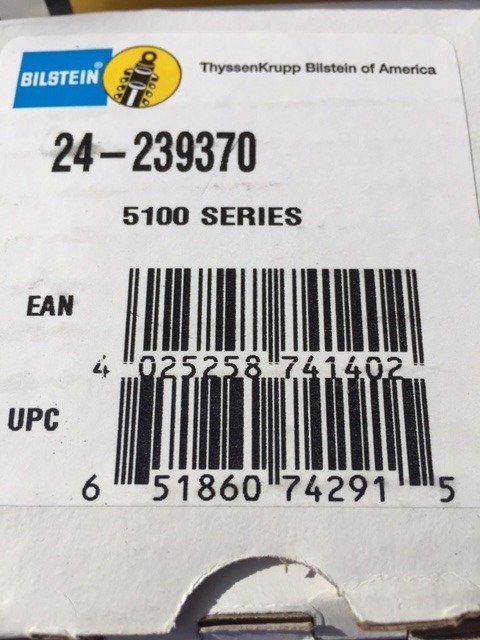 BILSTEIN
ThyssenKrupp Bilstein of America
24-239370
5100 SERIES
EAN
4 025258 741402
UPC
6 51860 74291 5